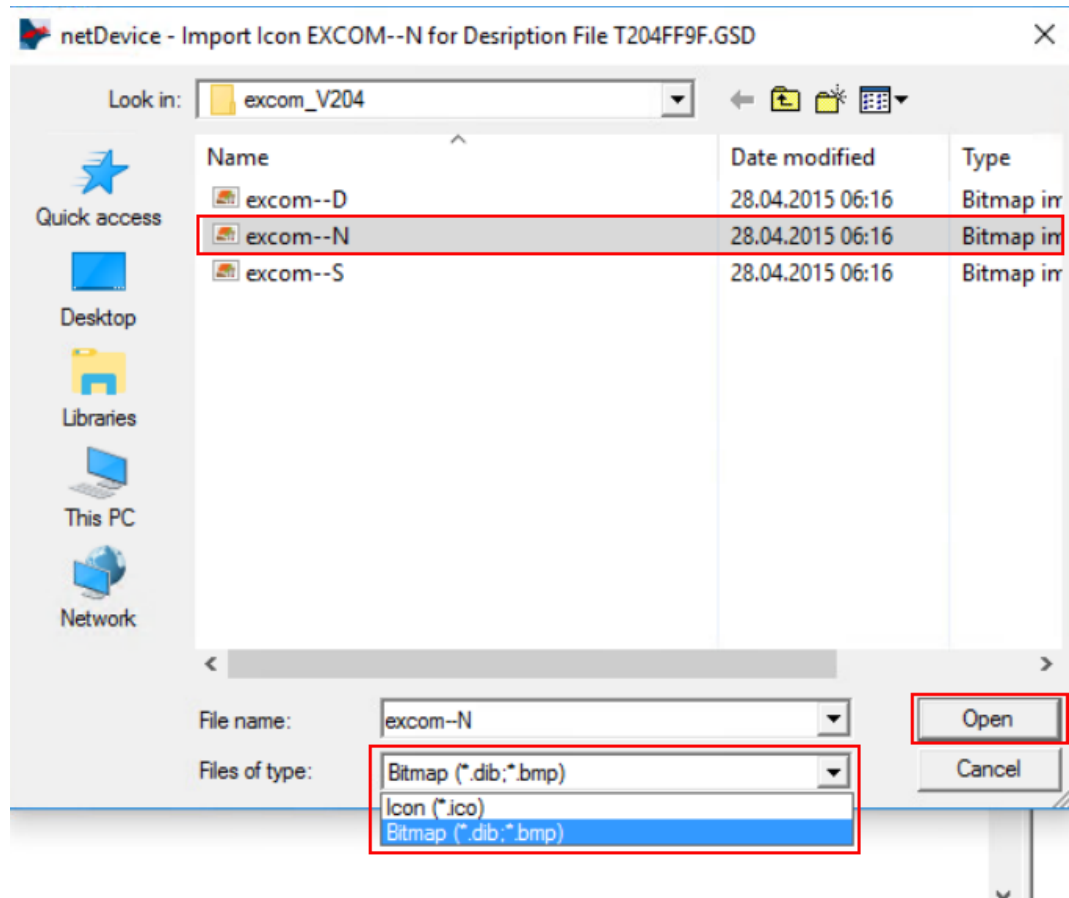 netDevice - Import Icon EXCOM--N for Desription File T204FF9F.GSD
Look in: excom_V204
Name Date modified Type
excom--D 28.04.2015 06:16 Bitmap im
excom--N 28.04.2015 06:16 Bitmap im
excom--S 28.04.2015 06:16 Bitmap im
Quick access
Desktop
Libraries
This PC
Network
File name: excom--N Open
Files of type: Bitmap (*.dib;*.bmp) Cancel
Icon (*.ico)
Bitmap (*.dib;*.bmp)